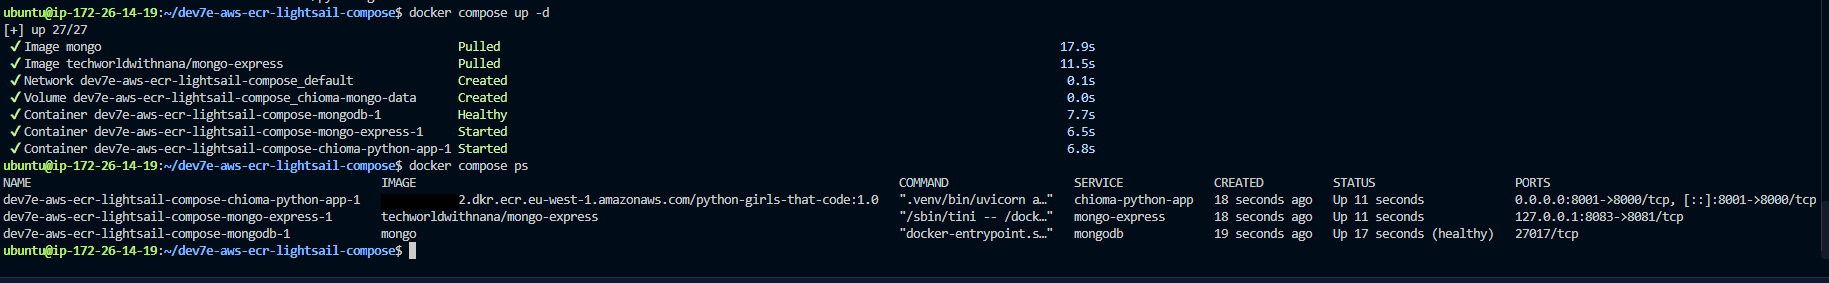 ubuntu@ip-172-26-14-19:~/dev7e-aws-ecr-lightsail-compose$ docker compose up -d
[+] up 27/27
✓ Image mongo Pulled 17.9s
✓ Image techworldwithnana/mongo-express Pulled 11.5s
✓ Network dev7e-aws-ecr-lightsail-compose_default Created 0.1s
✓ Volume dev7e-aws-ecr-lightsail-compose_chioma-mongo-data Created 0.0s
✓ Container dev7e-aws-ecr-lightsail-compose-mongodb-1 Healthy 7.7s
✓ Container dev7e-aws-ecr-lightsail-compose-mongo-express-1 Started 6.5s
✓ Container dev7e-aws-ecr-lightsail-compose-chioma-python-app-1 Started 6.8s
ubuntu@ip-172-26-14-19:~/dev7e-aws-ecr-lightsail-compose$ docker compose ps
NAME IMAGE COMMAND SERVICE CREATED STATUS PORTS
dev7e-aws-ecr-lightsail-compose-chioma-python-app-1 2.dkr.ecr.eu-west-1.amazonaws.com/python-girls-that-code:1.0 ".venv/bin/uvicorn a…" chioma-python-app 18 seconds ago Up 11 seconds 0.0.0.0:8001->8000/tcp, [::]:8001->8000/tcp
dev7e-aws-ecr-lightsail-compose-mongo-express-1 techworldwithnana/mongo-express "/sbin/tini -- /dock…" mongo-express 18 seconds ago Up 11 seconds 127.0.0.1:8083->8081/tcp
dev7e-aws-ecr-lightsail-compose-mongodb-1 mongo "docker-entrypoint.s…" mongodb 19 seconds ago Up 17 seconds (healthy) 27017/tcp
ubuntu@ip-172-26-14-19:~/dev7e-aws-ecr-lightsail-compose$